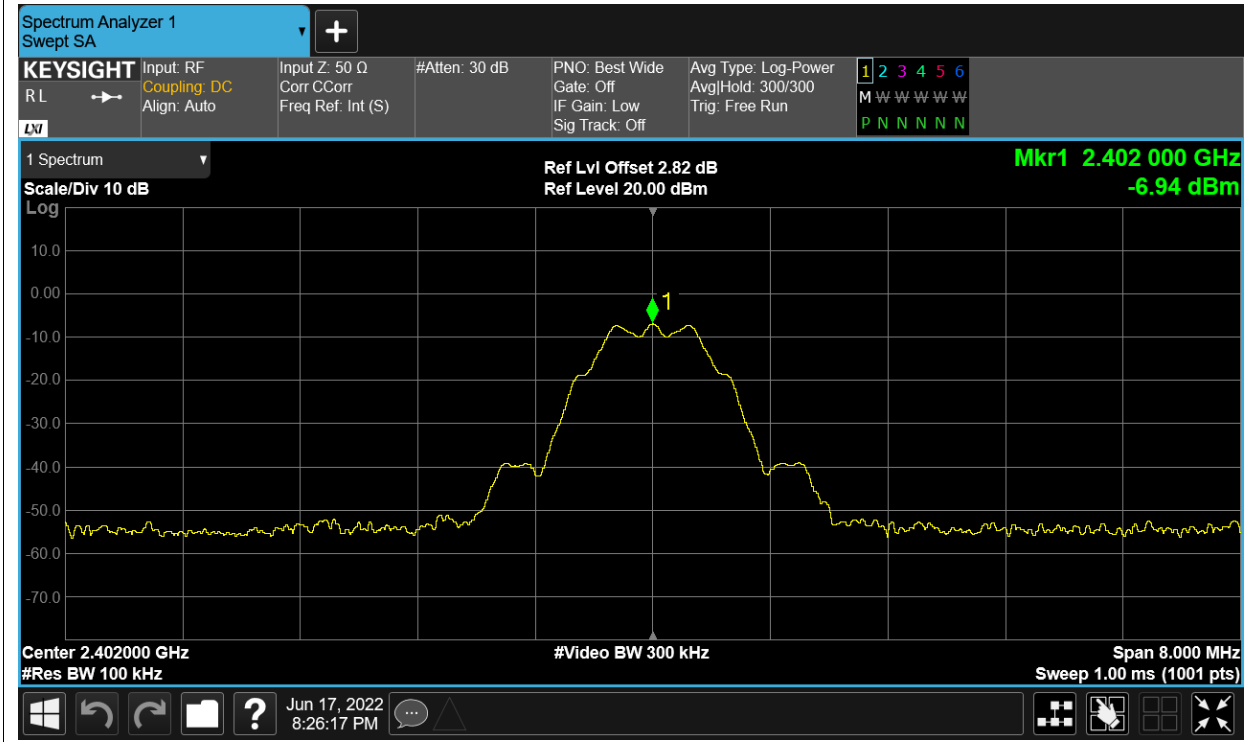 Spectrum Analyzer 1
Swept SA
KEYSIGHT
RL
LXI
Input: RF
Coupling: DC
Align: Auto
Input Z: 50 Ω
Corr CCorr
Freq Ref: Int (S)
#Atten: 30 dB
PNO: Best Wide
Gate: Off
IF Gain: Low
Sig Track: Off
Avg Type: Log-Power
Avg|Hold: 300/300
Trig: Free Run
1 2 3 4 5 6
M W W W W W
P N N N N N
1 Spectrum
Scale/Div 10 dB
Log
Ref Lvl Offset 2.82 dB
Ref Level 20.00 dBm
Mkr1 2.402 000 GHz
-6.94 dBm
10.0
0.00
-10.0
-20.0
-30.0
-40.0
-50.0
-60.0
-70.0
1
Center 2.402000 GHz
#Video BW 300 kHz
Span 8.000 MHz
#Res BW 100 kHz
Sweep 1.00 ms (1001 pts)
?
Jun 17, 2022
8:26:17 PM